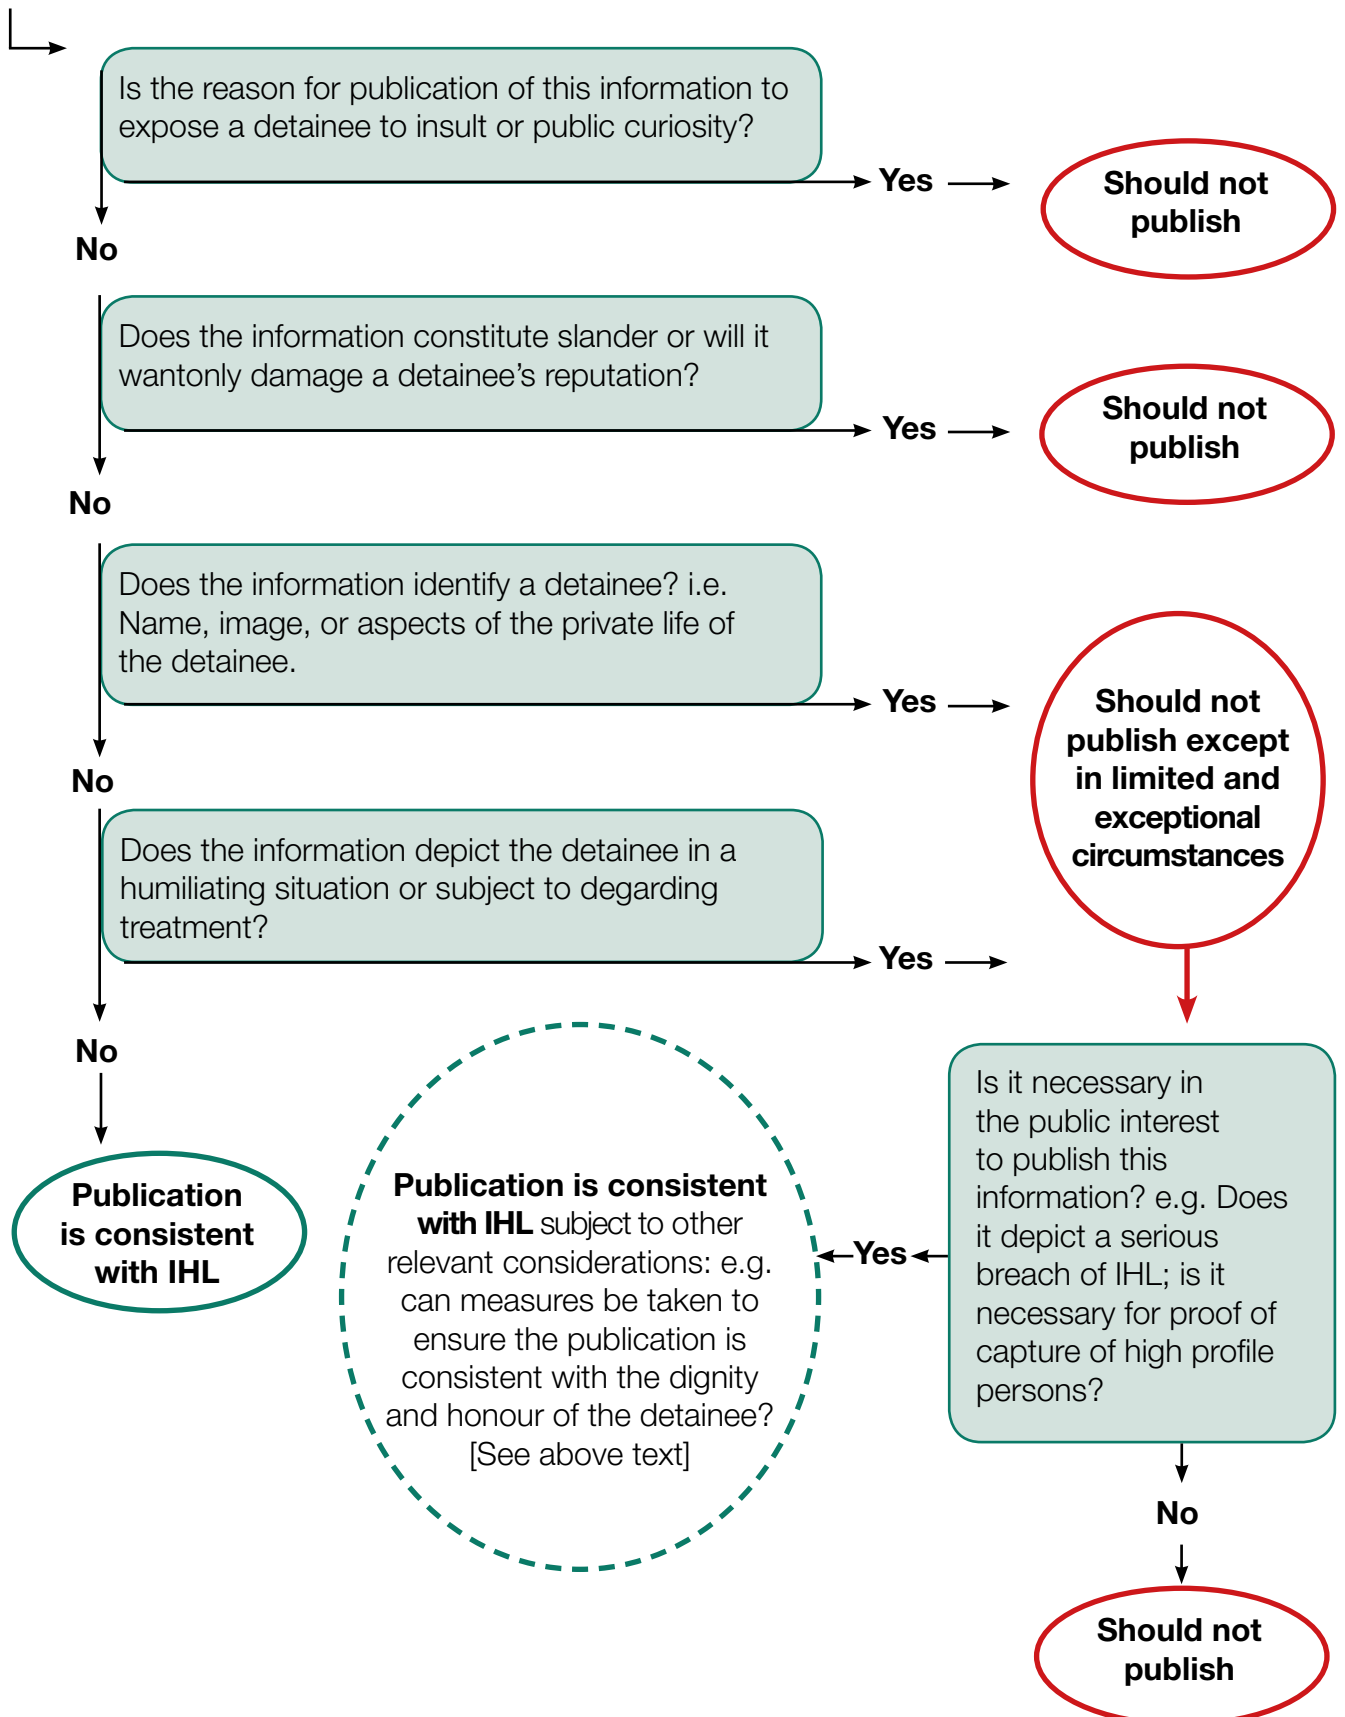 Is the reason for publication of this information to
expose a detainee to insult or public curiosity?
Yes
Should not
publish
No
Does the information constitute slander or will it
wantonly damage a detainee's reputation?
Yes
Should not
publish
No
Does the information identify a detainee? i.e.
Name, image, or aspects of the private life of
the detainee.
Yes
Should not
publish except
in limited and
exceptional
circumstances
No
Does the information depict the detainee in a
humiliating situation or subject to degarding
treatment?
Yes
No
Publication
is consistent
with IHL
Is it necessary in
the public interest
to publish this
information? e.g. Does
it depict a serious
breach of IHL; is it
necessary for proof of
capture of high profile
persons?
Yes
Publication is consistent
with IHL subject to other
relevant considerations: e.g.
can measures be taken to
ensure the publication is
consistent with the dignity
and honour of the detainee?
[See above text]
No
Should not
publish